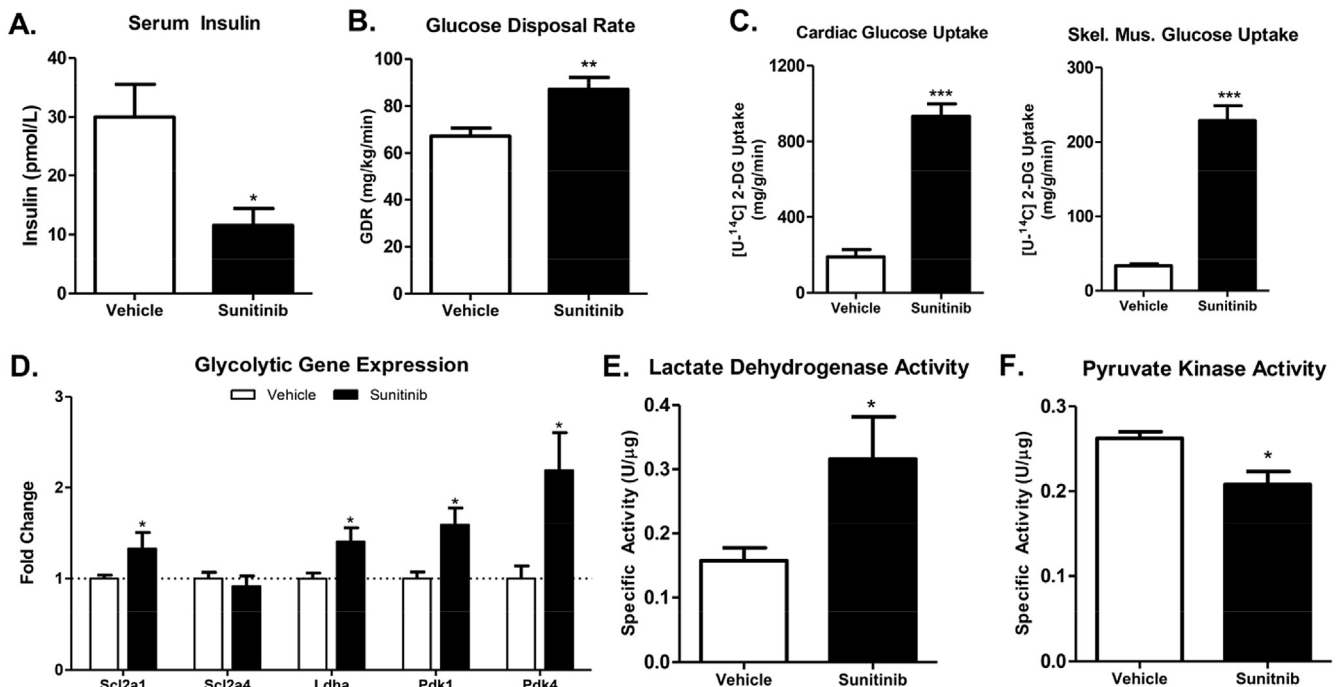 A.
Serum Insulin
Insulin (pmol/L)
40
30
20
10
0
*
Vehicle
Sunitinib
B.
Glucose Disposal Rate
GDR (mg/kg/min)
100
80
60
40
20
0
**
Vehicle
Sunitinib
C.
Cardiac Glucose Uptake
[U-¹⁴C] 2-DG Uptake
(mg/g/min)
1200
800
400
0
***
Vehicle
Sunitinib
Skel. Mus. Glucose Uptake
[U-¹⁴C] 2-DG Uptake
(mg/g/min)
300
200
100
0
***
Vehicle
Sunitinib
D.
Glycolytic Gene Expression
Vehicle
Sunitinib
Fold Change
3
2
1
0
*
*
*
*
Scl2a1
Scl2a4
Ldha
Pdk1
Pdk4
E.
Lactate Dehydrogenase Activity
Specific Activity (U/µg)
0.4
0.3
0.2
0.1
0.0
*
Vehicle
Sunitinib
F.
Pyruvate Kinase Activity
Specific Activity (U/µg)
0.3
0.2
0.1
0.0
*
Vehicle
Sunitnib